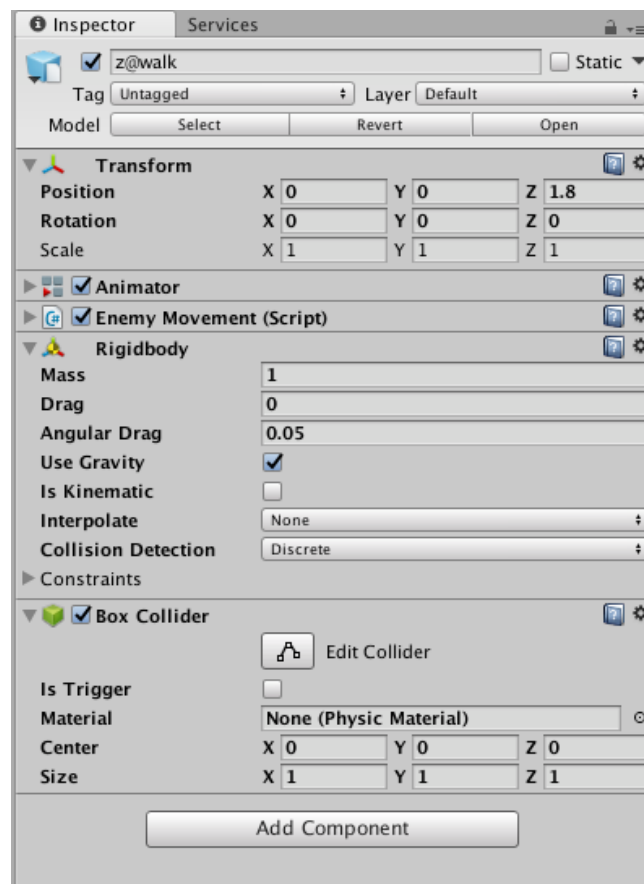 Inspector Services
z@walk Static
Tag Untagged Layer Default
Model Select Revert Open
Transform
Position X 0 Y 0 Z 1.8
Rotation X 0 Y 0 Z 0
Scale X 1 Y 1 Z 1
Animator
Enemy Movement (Script)
Rigidbody
Mass 1
Drag 0
Angular Drag 0.05
Use Gravity
Is Kinematic
Interpolate None
Collision Detection Discrete
Constraints
Box Collider
Edit Collider
Is Trigger
Material None (Physic Material)
Center X 0 Y 0 Z 0
Size X 1 Y 1 Z 1
Add Component